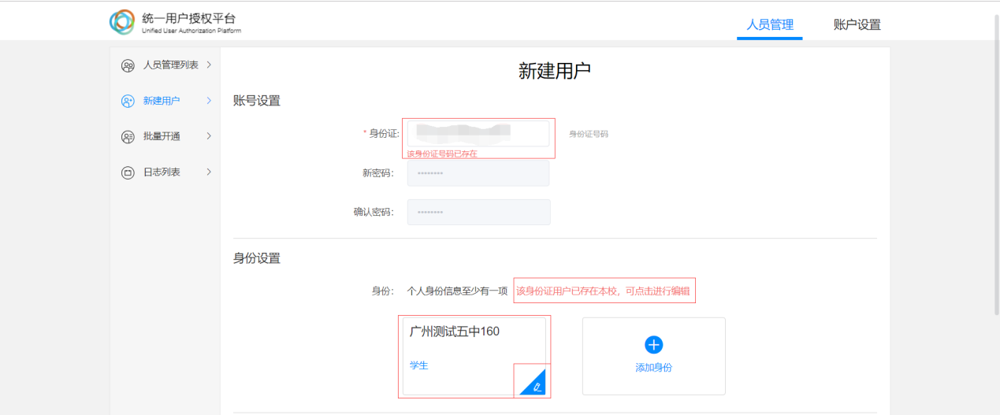 统一用户授权平台
Unified User Authorization Platform
人员管理
账户设置
人员管理列表
新建用户
批量开通
日志列表
新建用户
账号设置
* 身份证:
身份证号码
该身份证号码已存在
新密码:
••••••••
确认密码:
••••••••
身份设置
身份: 个人身份信息至少有一项 该身份证用户已存在本校，可点击进行编辑
广州测试五中160
学生
添加身份